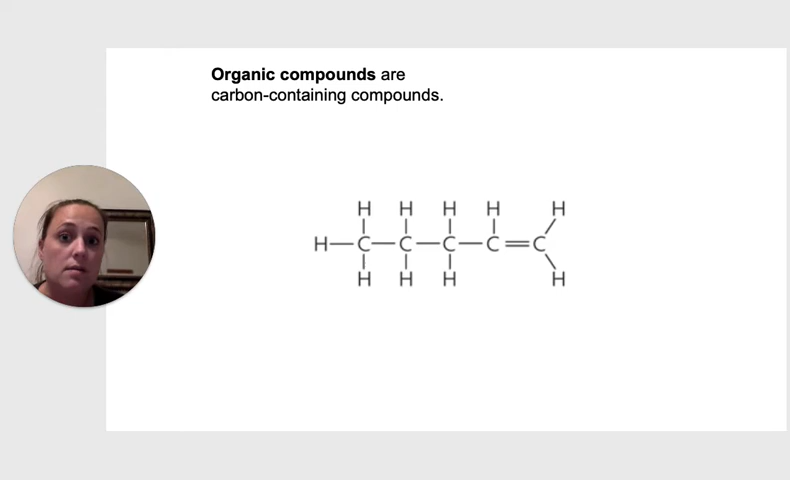 Organic compounds are
carbon-containing compounds.
H H H H H
H—C—C—C—C=C
H H H H